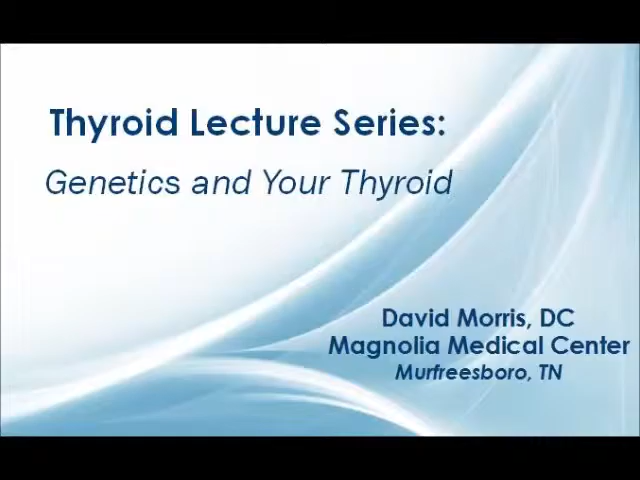 Thyroid Lecture Series:
Genetics and Your Thyroid
David Morris, DC
Magnolia Medical Center
Murfreesboro, TN